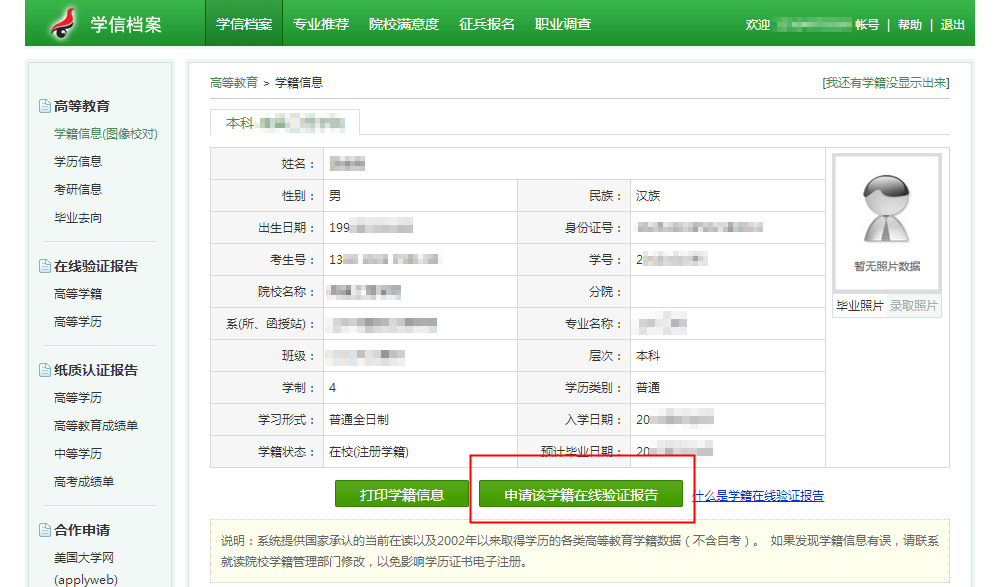 学信档案
学信档案 专业推荐 院校满意度 征兵报名 职业调查
欢迎 帐号 | 帮助 | 退出
高等教育
学籍信息(图像校对)
学历信息
考研信息
毕业去向
在线验证报告
高等学籍
高等学历
纸质认证报告
高等学历
高等教育成绩单
中等学历
高考成绩单
合作申请
美国大学网
(applyweb)
高等教育 > 学籍信息
[我还有学籍没显示出来]
本科
姓名：
性别： 男 民族： 汉族
出生日期： 199 身份证号：
考生号： 13 学号： 2
院校名称： 分院：
系(所、函授站)： 专业名称：
班级： 层次： 本科
学制： 4 学历类别： 普通
学习形式： 普通全日制 入学日期： 20
学籍状态： 在校(注册学籍) 预计毕业日期： 20
暂无照片数据
毕业照片 录取照片
打印学籍信息 申请该学籍在线验证报告 什么是学籍在线验证报告
说明：系统提供国家承认的当前在读以及2002年以来取得学历的各类高等教育学籍数据（不含自考）。 如果发现学籍信息有误，请联系
就读院校学籍管理部门修改，以免影响学历证书电子注册。